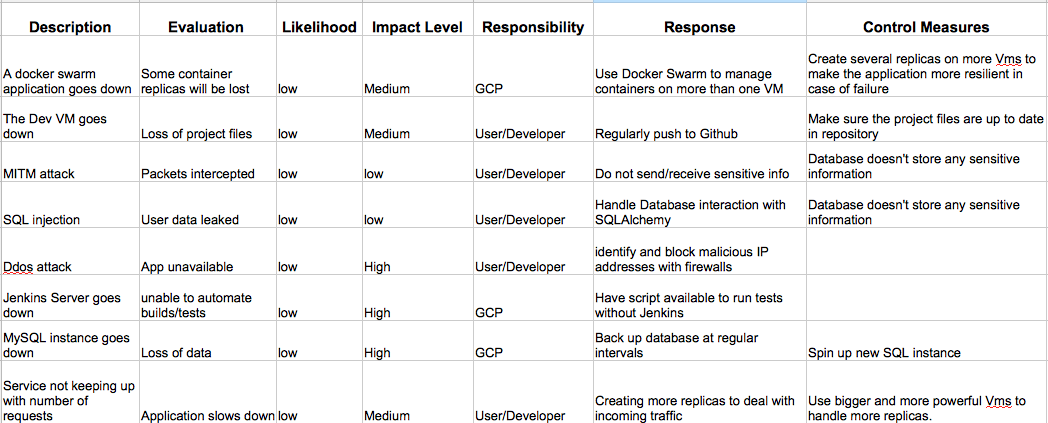 Description Evaluation Likelihood Impact Level Responsibility Response Control Measures
A docker swarm
application goes down
Some container
replicas will be lost
low
Medium
GCP
Use Docker Swarm to manage
containers on more than one VM
Create several replicas on more Vms to
make the application more resilient in
case of failure
The Dev VM goes
down
Loss of project files
low
Medium
User/Developer
Regularly push to Github
Make sure the project files are up to date
in repository
MITM attack
Packets intercepted
low
low
User/Developer
Do not send/receive sensitive info
Database doesn't store any sensitive
information
SQL injection
User data leaked
low
low
User/Developer
Handle Database interaction with
SQLAlchemy
Database doesn't store any sensitive
information
Ddos attack
App unavailable
low
High
User/Developer
identify and block malicious IP
addresses with firewalls
Jenkins Server goes
down
unable to automate
builds/tests
low
High
GCP
Have script available to run tests
without Jenkins
MySQL instance goes
down
Loss of data
low
High
GCP
Back up database at regular
intervals
Spin up new SQL instance
Service not keeping up
with number of
requests
Application slows down
low
Medium
User/Developer
Creating more replicas to deal with
incoming traffic
Use bigger and more powerful Vms to
handle more replicas.